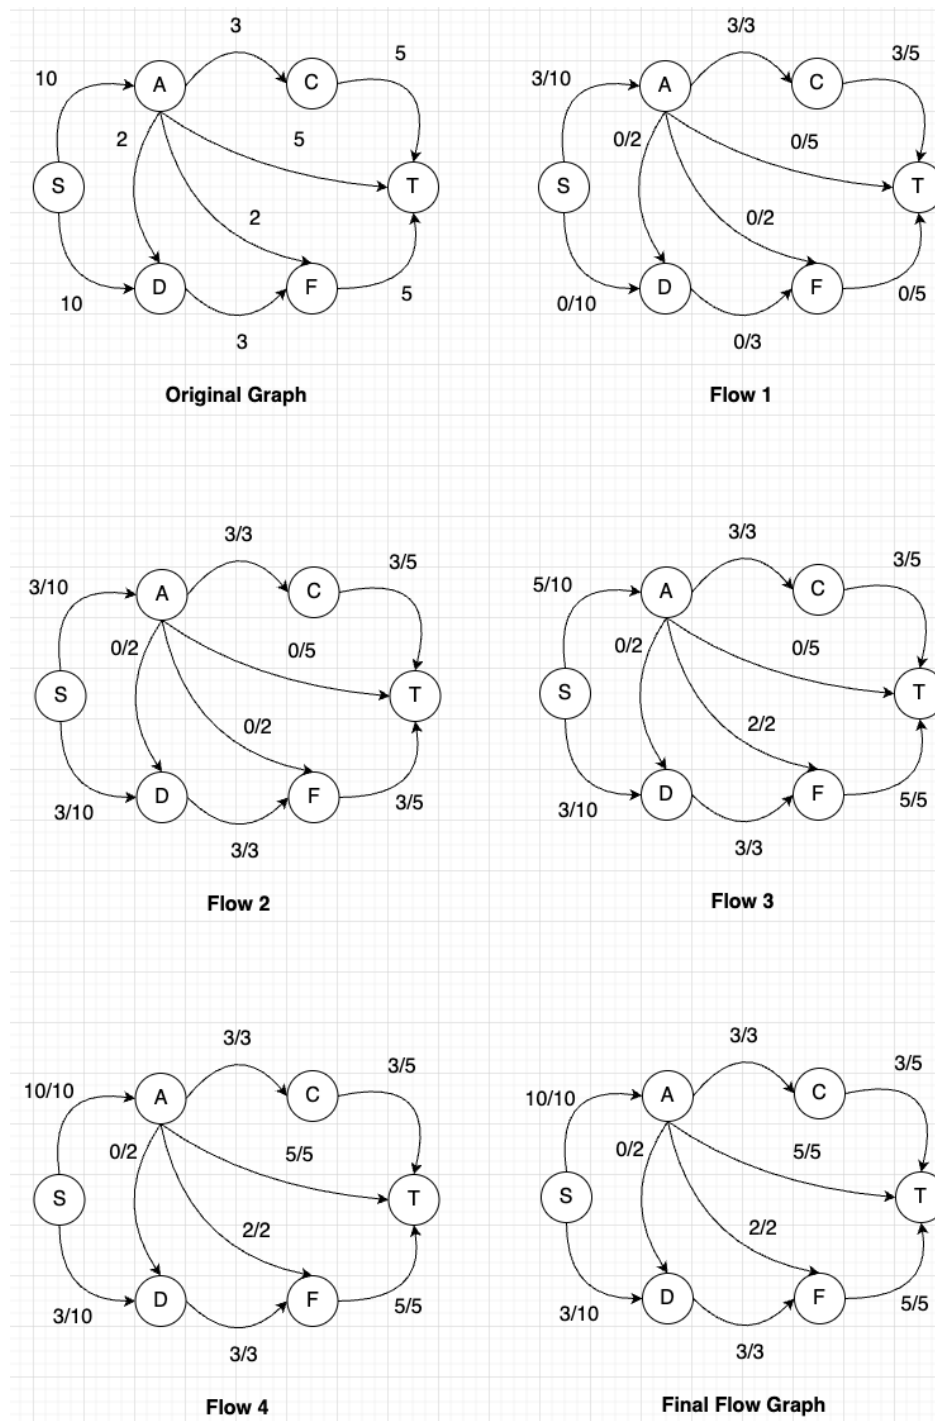 3
10
A
C
5
2
5
S
T
2
D
F
10
5
3
Original Graph
3/3
3/10
A
C
3/5
0/2
0/5
S
T
0/2
D
F
0/10
0/5
0/3
Flow 1
3/3
3/10
A
C
3/5
0/2
0/5
S
T
0/2
D
F
3/10
3/5
3/3
Flow 2
3/3
5/10
A
C
3/5
0/2
0/5
S
T
2/2
D
F
3/10
5/5
3/3
Flow 3
3/3
10/10
A
C
3/5
0/2
5/5
S
T
2/2
D
F
3/10
5/5
3/3
Flow 4
3/3
10/10
A
C
3/5
0/2
5/5
S
T
2/2
D
F
3/10
5/5
3/3
Final Flow Graph